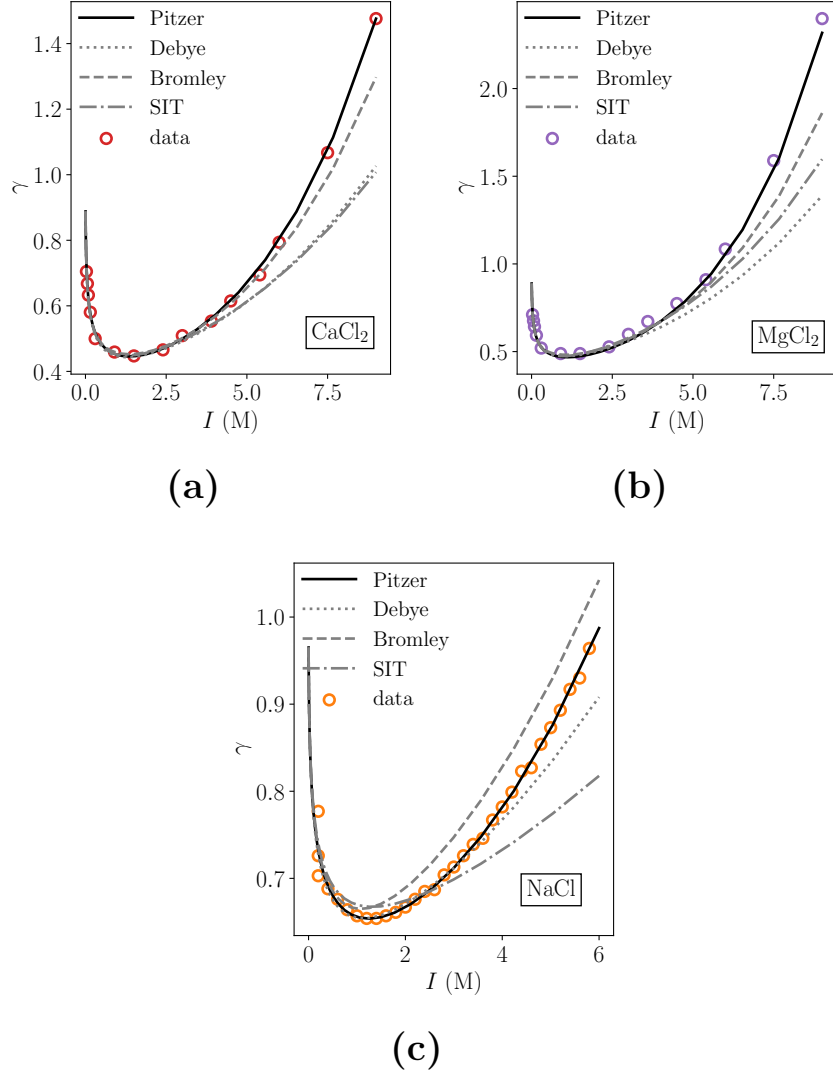 Pitzer
Debye
Bromley
SIT
data
1.4
1.2
1.0
0.8
0.6
0.4
γ
CaCl2
0.0 2.5 5.0 7.5
I (M)
(a)
Pitzer
Debye
Bromley
SIT
data
2.0
1.5
1.0
0.5
γ
MgCl2
0.0 2.5 5.0 7.5
I (M)
(b)
Pitzer
Debye
Bromley
SIT
data
1.0
0.9
0.8
0.7
γ
NaCl
0 2 4 6
I (M)
(c)